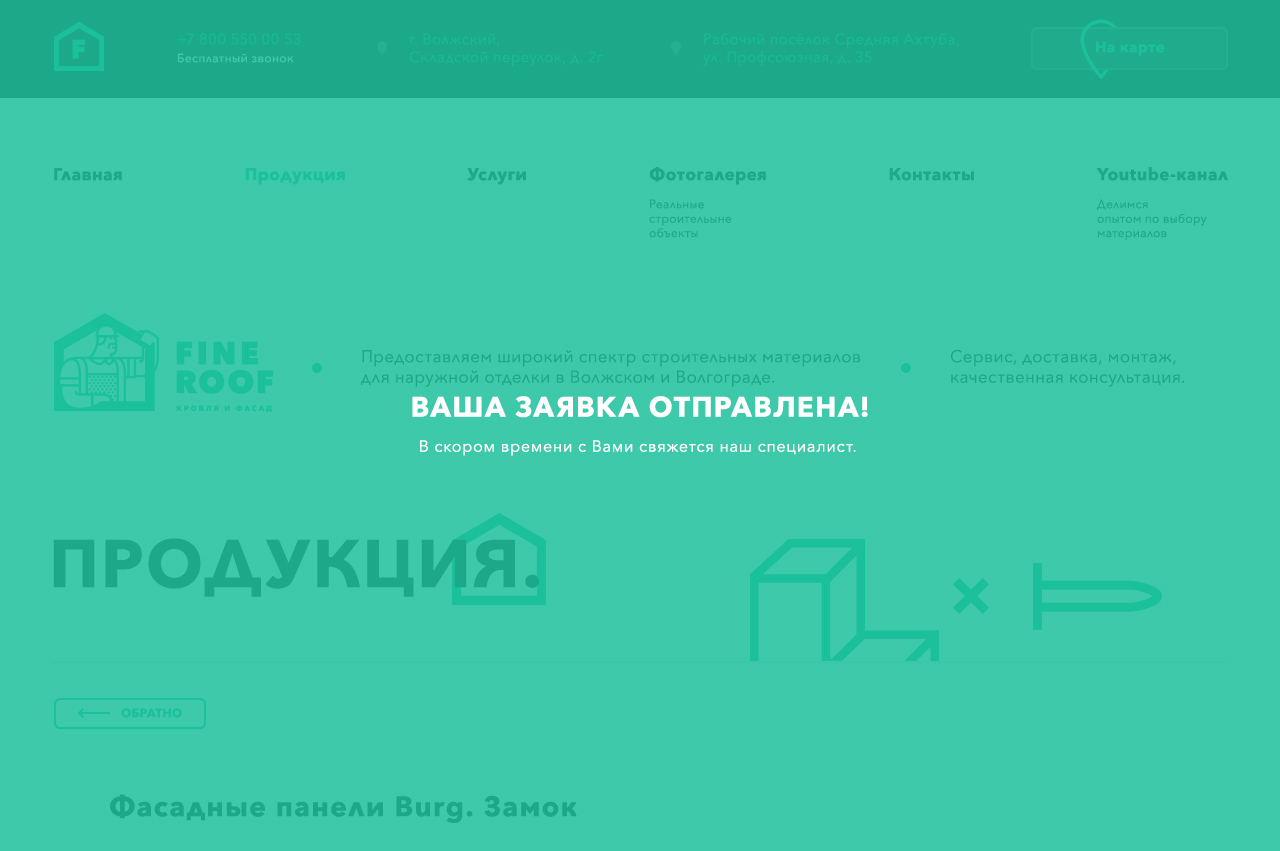 F
+7 800 550 00 53
Бесплатный звонок
г. Волжский,
Складской переулок, д. 2г
Рабочий посёлок Средняя Ахтуба,
ул. Профсоюзная, д. 35
На карте
Главная
Продукция
Услуги
Фотогалерея
Реальные
строительыне
объекты
Контакты
Youtube-канал
Делимся
опытом по выбору
материалов
FINE
ROOF
КРОВЛЯ И ФАСАД
Предоставляем широкий спектр строительных материалов
для наружной отделки в Волжском и Волгограде.
Сервис, доставка, монтаж,
качественная консультация.
ВАША ЗАЯВКА ОТПРАВЛЕНА!
В скором времени с Вами свяжется наш специалист.
ПРОДУКЦИЯ.
ОБРАТНО
Фасадные панели Burg. Замок